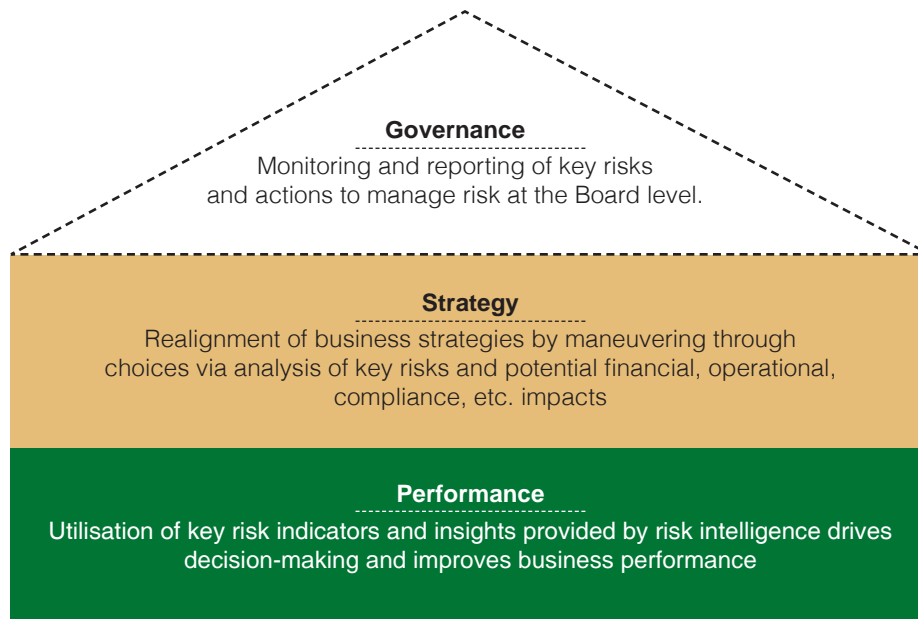 Governance
Monitoring and reporting of key risks
and actions to manage risk at the Board level.
Strategy
Realignment of business strategies by maneuvering through
choices via analysis of key risks and potential financial, operational,
compliance, etc. impacts
Performance
Utilisation of key risk indicators and insights provided by risk intelligence drives
decision-making and improves business performance